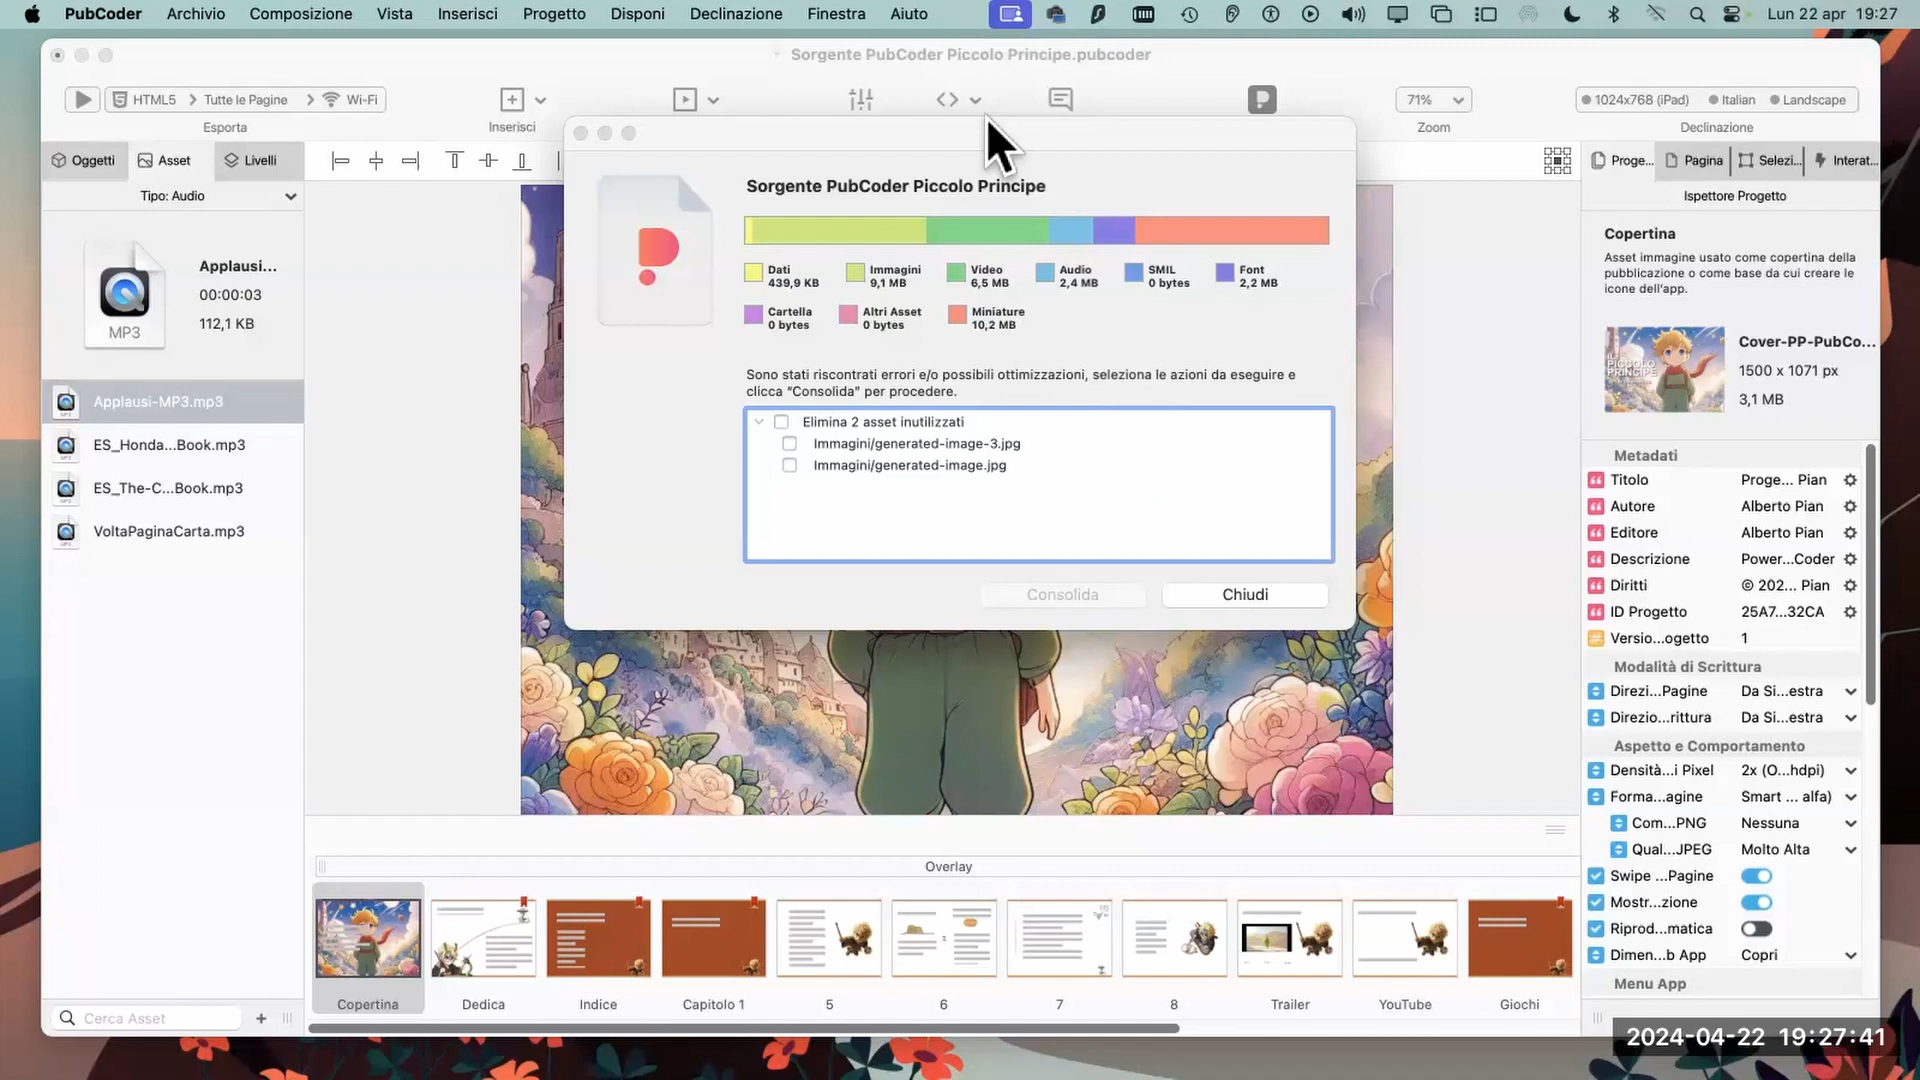 PubCoder Archivio Composizione Vista Inserisci Progetto Disponi Declinazione Finestra Aiuto Lun 22 apr 19:27
Sorgente PubCoder Piccolo Principe.pubcoder
HTML5 Tutte le Pagine Wi-Fi 71% 1024x768 (iPad) Italian Landscape
Esporta Inserisci Zoom Declinazione
Oggetti Asset Livelli
Tipo: Audio
MP3
Applausi...
00:00:03
112,1 KB
Applausi-MP3.mp3
ES_Honda...Book.mp3
ES_The-C...Book.mp3
VoltaPaginaCarta.mp3
Cerca Asset
Sorgente PubCoder Piccolo Principe
Dati Immagini Video Audio SMIL Font
439,9 KB 9,1 MB 6,5 MB 2,4 MB 0 bytes 2,2 MB
Cartella Altri Asset Miniature
0 bytes 0 bytes 10,2 MB
Sono stati riscontrati errori e/o possibili ottimizzazioni, seleziona le azioni da eseguire e
clicca “Consolida” per procedere.
Elimina 2 asset inutilizzati
Immagini/generated-image-3.jpg
Immagini/generated-image.jpg
Consolida Chiudi
Overlay
Copertina Dedica Indice Capitolo 1 5 6 7 8 Trailer YouTube Giochi
Proge... Pagina Selezi... Interat...
Ispettore Progetto
Copertina
Asset immagine usato come copertina della
pubblicazione o come base da cui creare le
icone dell'app.
IL
PICCOLO
PRINCIPE
Cover-PP-PubCo...
1500 x 1071 px
3,1 MB
Metadati
Titolo Proge... Pian
Autore Alberto Pian
Editore Alberto Pian
Descrizione Power...Coder
Diritti © 202... Pian
ID Progetto 25A7...32CA
Versio...ogetto 1
Modalità di Scrittura
Direzi...Pagine Da Si...estra
Direzio...rittura Da Si...estra
Aspetto e Comportamento
Densità...i Pixel 2x (O...hdpi)
Forma...agine Smart ... alfa)
Com...PNG Nessuna
Qual...JPEG Molto Alta
Swipe ...Pagine
Mostr...zione
Riprod...matica
Dimen...b App Copri
Menu App
2024-04-22 19:27:41